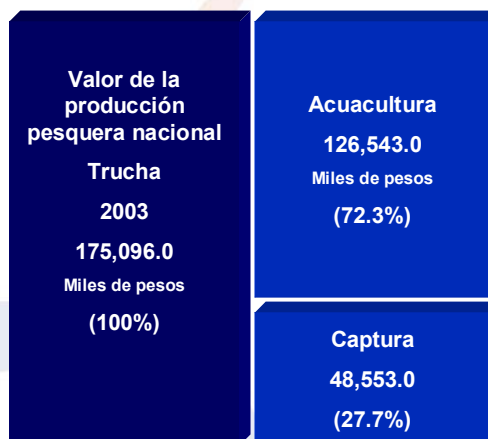 Valor de la
producción
pesquera nacional
Trucha
2003
175,096.0
Miles de pesos
(100%)
Acuacultura
126,543.0
Miles de pesos
(72.3%)
Captura
48,553.0
(27.7%)